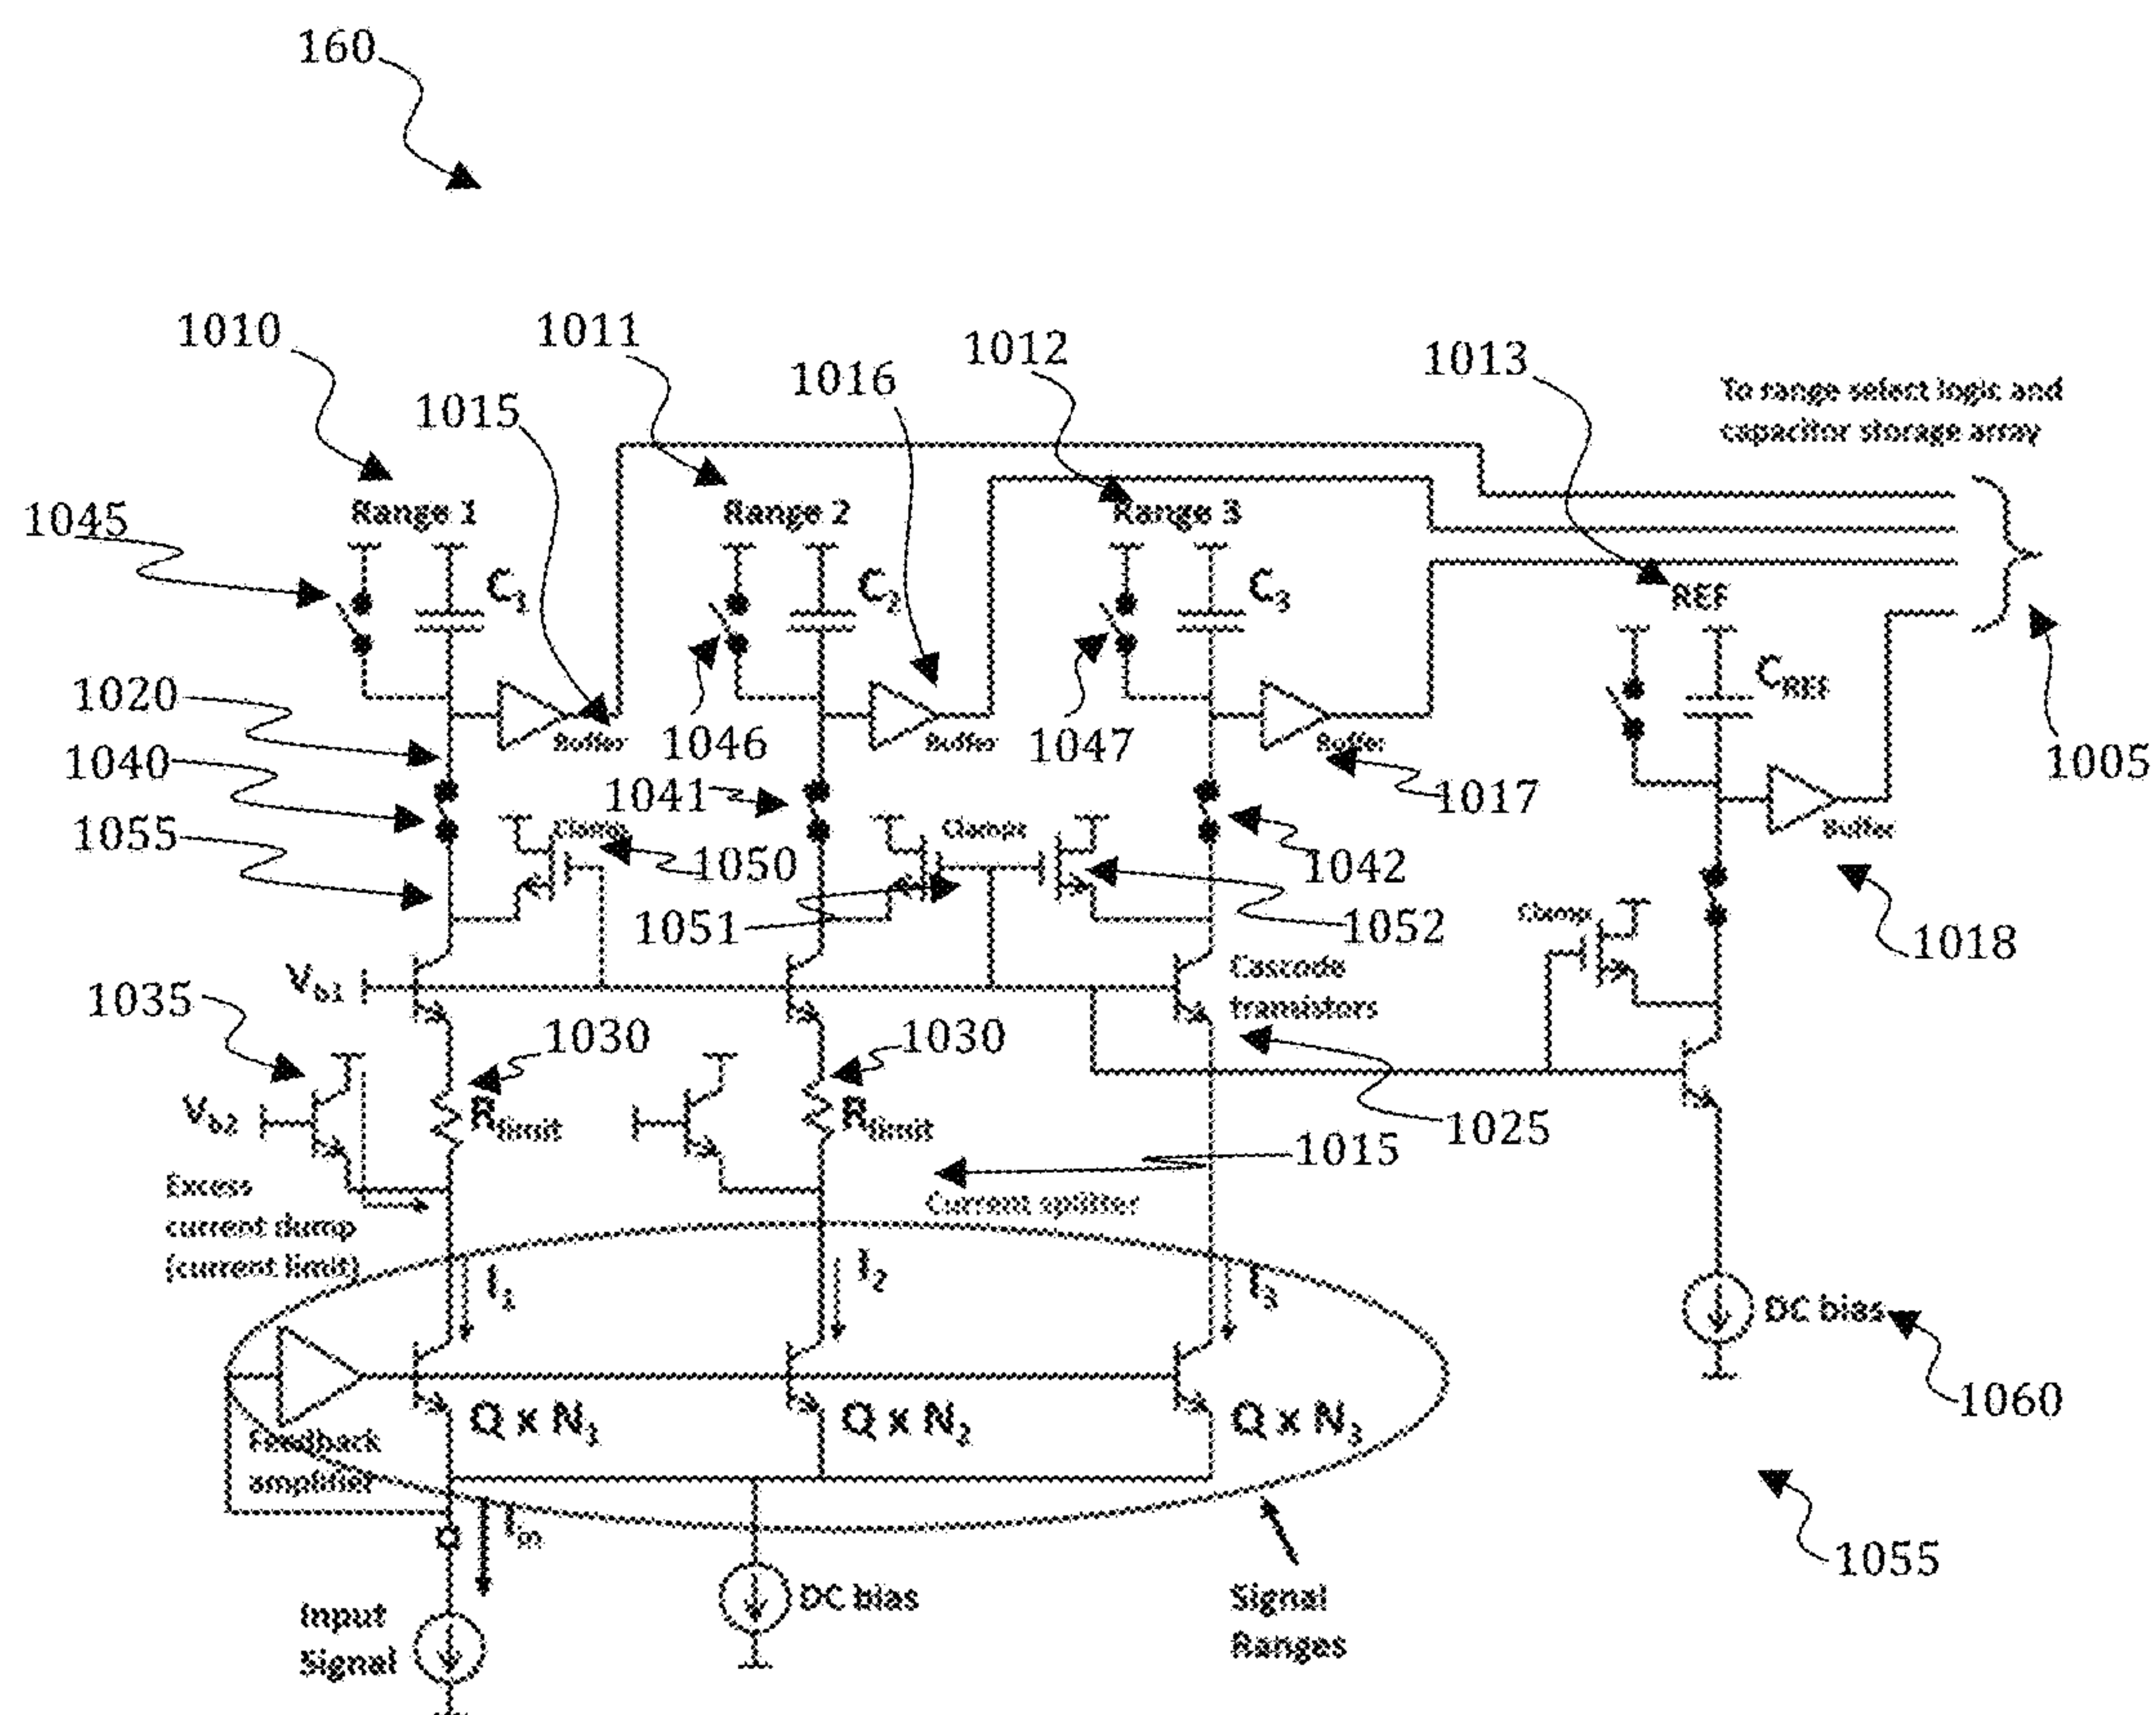 160
1010
1011
1012
1013
1015
1016
To range select logic and
capacitor storage array
1045
Range 1
Range 2
Range 3
REF
C1
C2
C3
CREF
1020
1040
1055
1046
1047
1005
Buffer
Buffer
Buffer
Buffer
1041
1017
Clamp
1050
Clamps
1042
1051
1052
Clamp
1018
Vb1
Cascode
transistors
1035
1030
1030
Vb2
Rlimit
Rlimit
1025
1015
Excess
current dump
(current limit)
Current splitter
I1
I2
I3
DC bias
1060
Q x N3
Q x N2
Q x N3
Feedback
amplifier
1055
Input
Signal
DC bias
Signal
Ranges